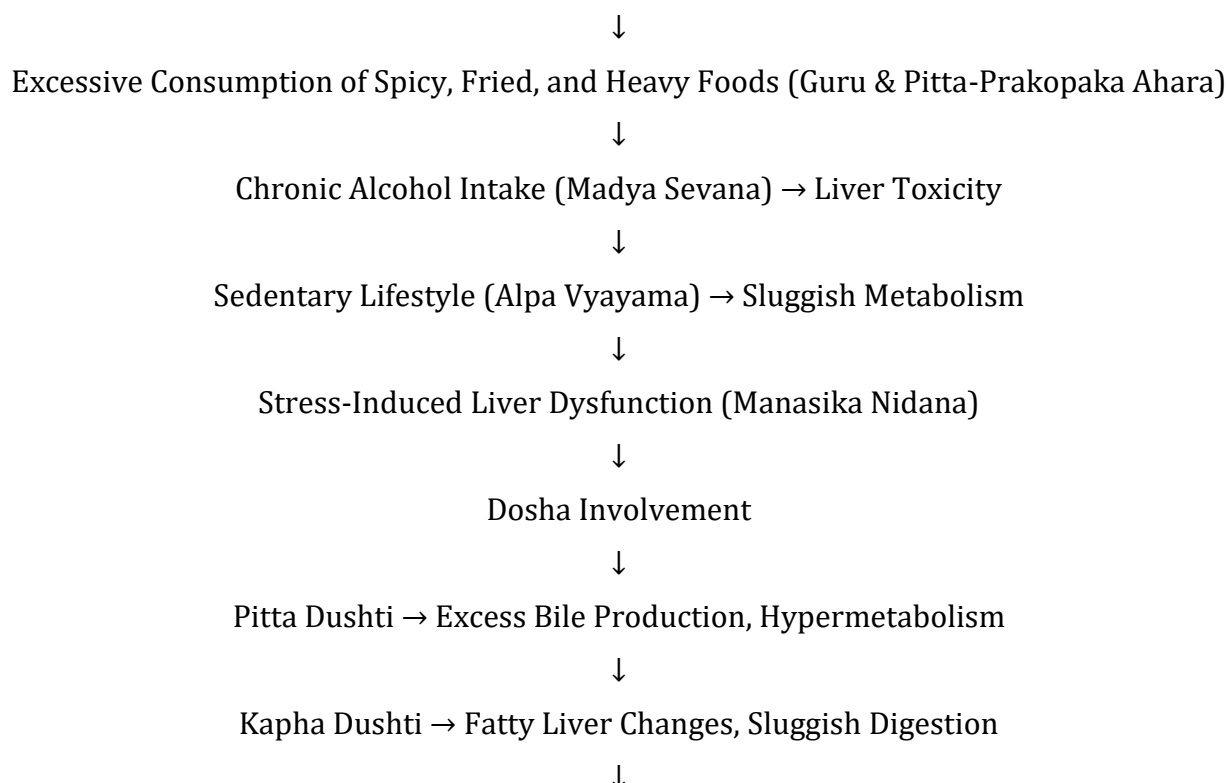 ↓
Excessive Consumption of Spicy, Fried, and Heavy Foods (Guru & Pitta-Prakopaka Ahara)
↓
Chronic Alcohol Intake (Madya Sevana) → Liver Toxicity
↓
Sedentary Lifestyle (Alpa Vyayama) → Sluggish Metabolism
↓
Stress-Induced Liver Dysfunction (Manasika Nidana)
↓
Dosha Involvement
↓
Pitta Dushti → Excess Bile Production, Hypermetabolism
↓
Kapha Dushti → Fatty Liver Changes, Sluggish Digestion
↓